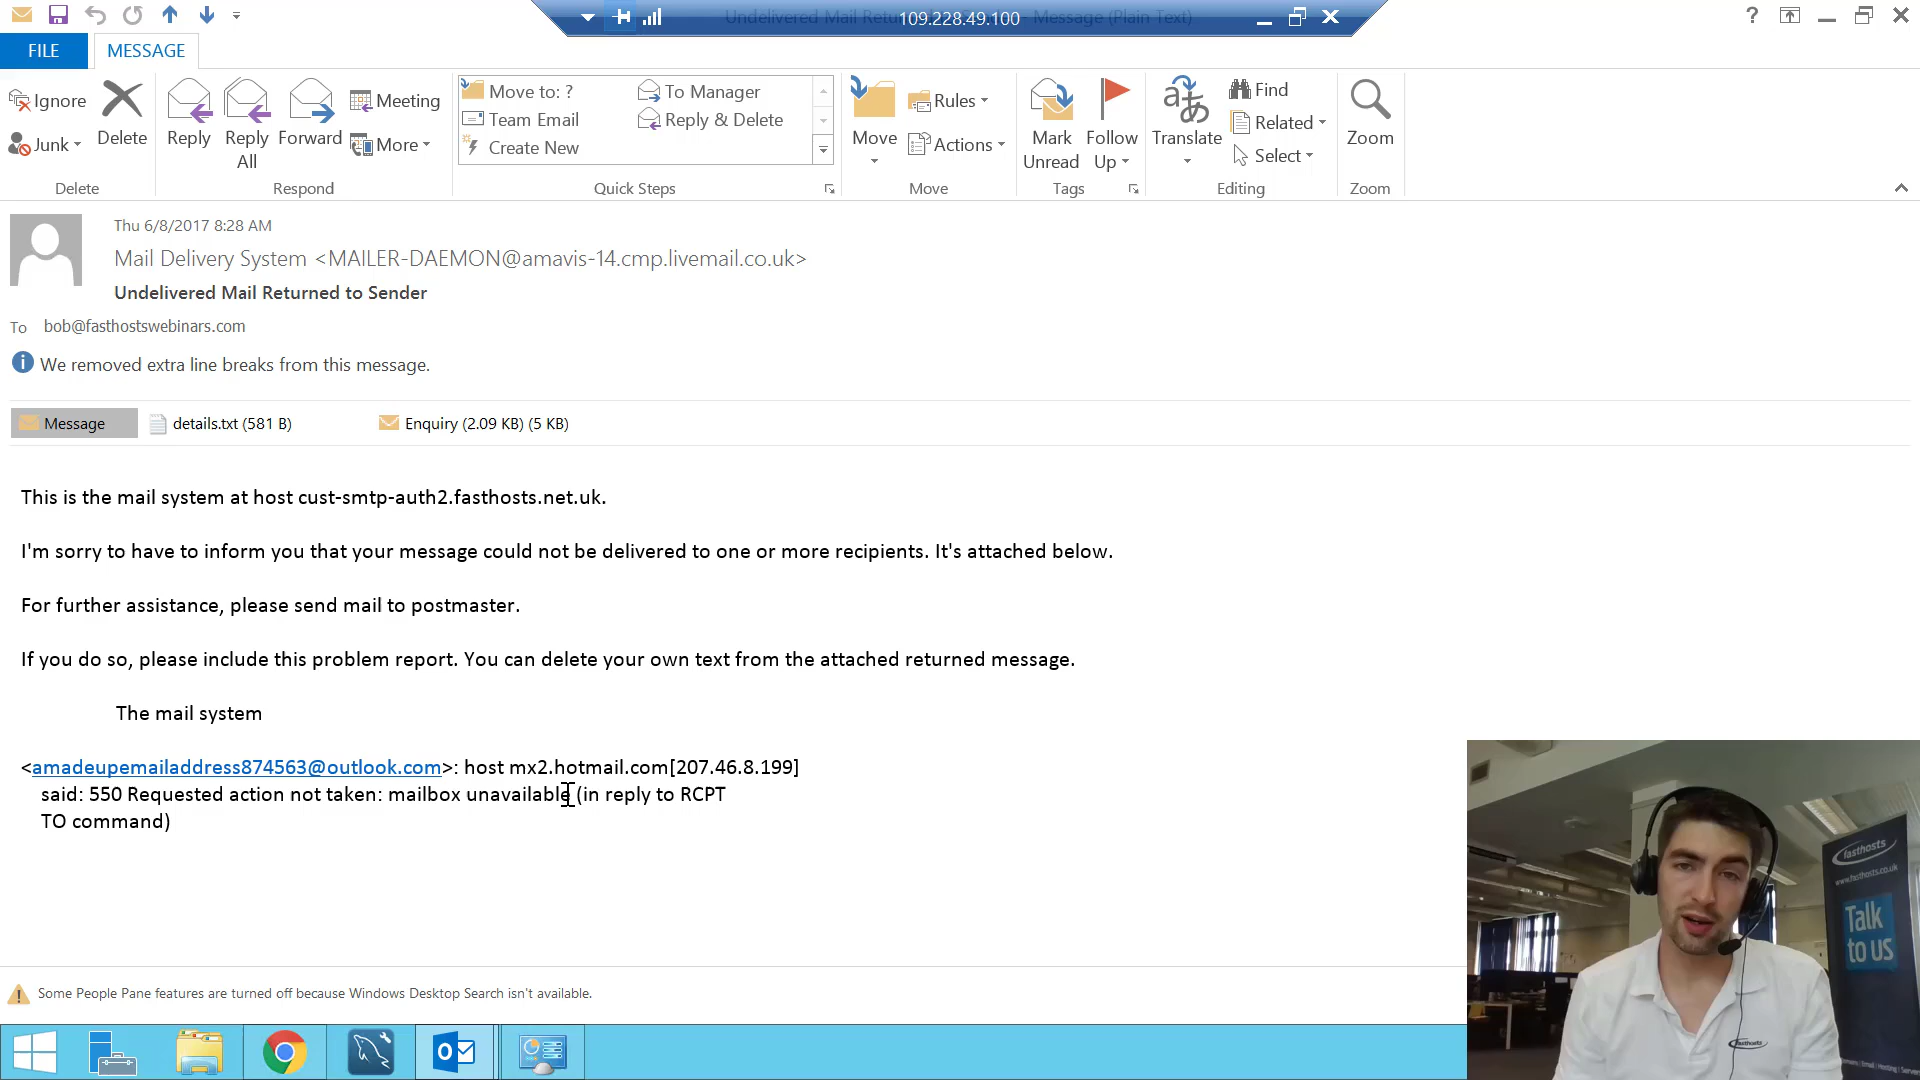 Undelivered Mail Returned to Sender - Message (Plain Text)
109.228.49.100
FILE
MESSAGE
Ignore
Junk
Delete
Delete
Reply
Reply All
Forward
Meeting
More
Respond
Move to: ?
Team Email
Create New
To Manager
Reply & Delete
Quick Steps
Move
Rules
Actions
Move
Mark Unread
Follow Up
Tags
Translate
Find
Related
Select
Editing
Zoom
Zoom
Thu 6/8/2017 8:28 AM
Mail Delivery System <MAILER-DAEMON@amavis-14.cmp.livemail.co.uk>
Undelivered Mail Returned to Sender
To bob@fasthostswebinars.com
We removed extra line breaks from this message.
Message
details.txt (581 B)
Enquiry (2.09 KB) (5 KB)
This is the mail system at host cust-smtp-auth2.fasthosts.net.uk.
I'm sorry to have to inform you that your message could not be delivered to one or more recipients. It's attached below.
For further assistance, please send mail to postmaster.
If you do so, please include this problem report. You can delete your own text from the attached returned message.
The mail system
<amadeupemailaddress874563@outlook.com>: host mx2.hotmail.com[207.46.8.199]
said: 550 Requested action not taken: mailbox unavailable (in reply to RCPT
TO command)
Some People Pane features are turned off because Windows Desktop Search isn't available.
fasthosts
www.fasthosts.co.uk
Talk
to us
fasthosts